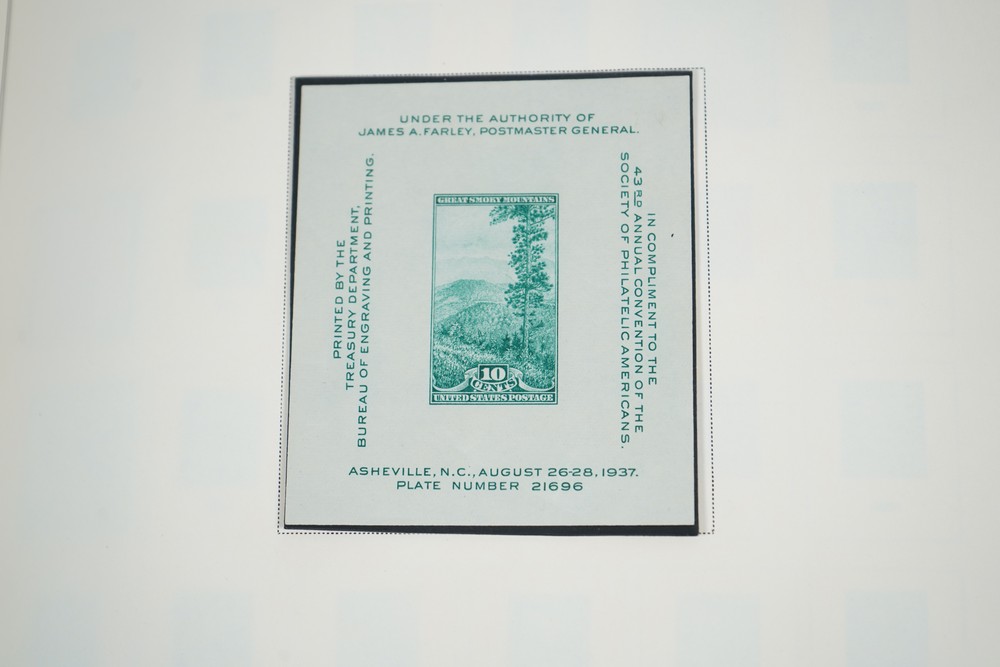 UNDER THE AUTHORITY OF
JAMES A. FARLEY, POSTMASTER GENERAL.
PRINTED BY THE
TREASURY DEPARTMENT,
BUREAU OF ENGRAVING AND PRINTING.
GREAT SMOKY MOUNTAINS
10
CENTS
UNITED STATES POSTAGE
IN COMPLIMENT TO THE
43RD ANNUAL CONVENTION OF THE
SOCIETY OF PHILATELIC AMERICANS.
ASHEVILLE, N.C., AUGUST 26-28, 1937.
PLATE NUMBER 21696